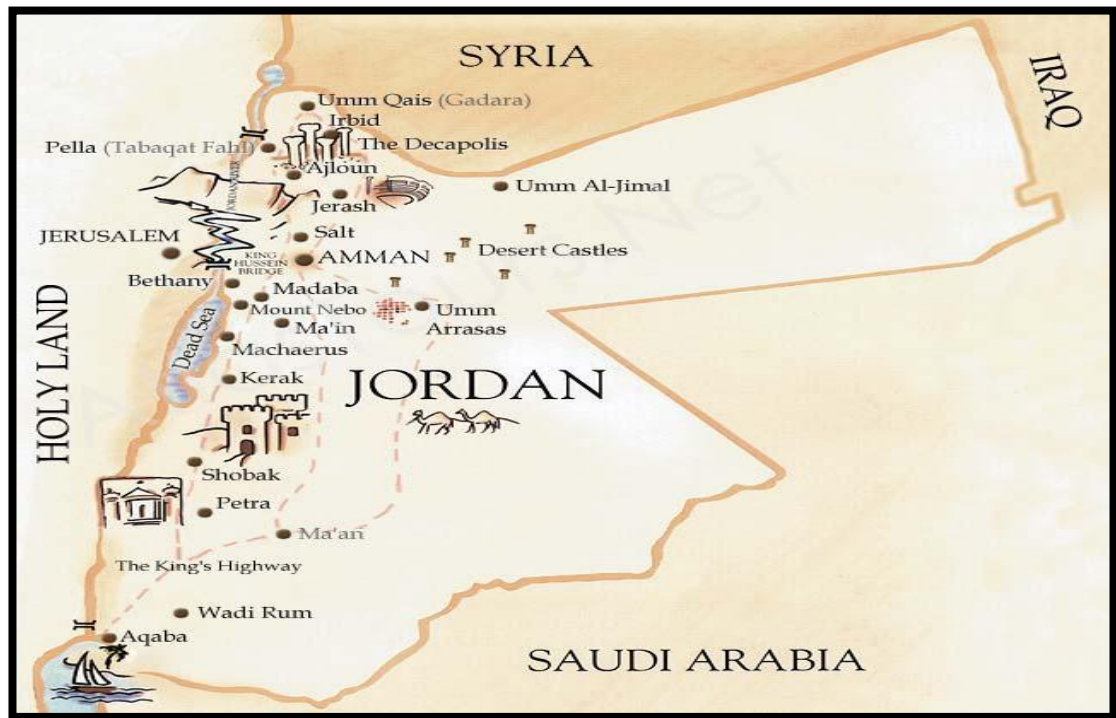 SYRIA
IRAQ
Umm Qais (Gadara)
Irbid
Pella (Tabaqat Fahl)
The Decapolis
Ajloun
JORDAN RIVER
Umm Al-Jimal
Jerash
JERUSALEM
Salt
Desert Castles
KING
HUSSEIN
BRIDGE
AMMAN
Bethany
Madaba
Mount Nebo
Umm
Arrasas
Ma'in
Dead Sea
Machaerus
HOLY LAND
Kerak
JORDAN
Shobak
Petra
Ma'an
The King's Highway
Wadi Rum
Aqaba
SAUDI ARABIA